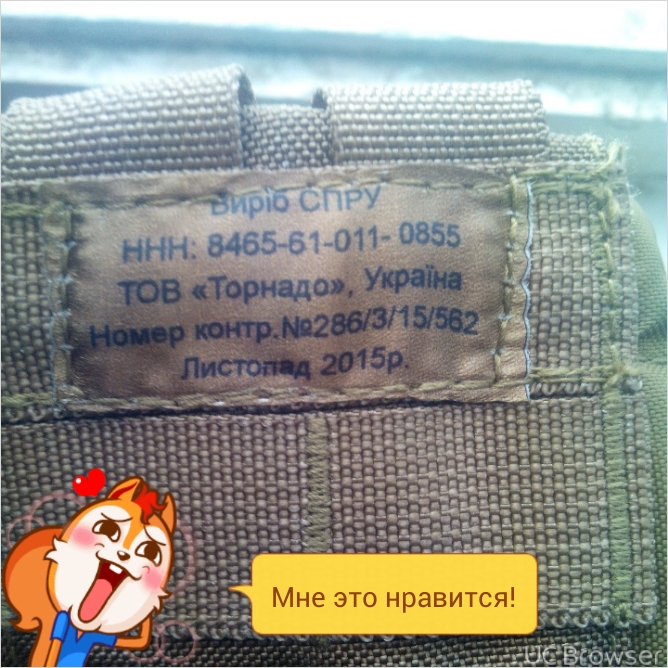 Виріб СПРУ
ННН: 8465-61-011- 0855
ТОВ «Торнадо», Україна
Номер контр.№286/3/15/562
Листопад 2015р.
Мне это нравится!
UC Browser